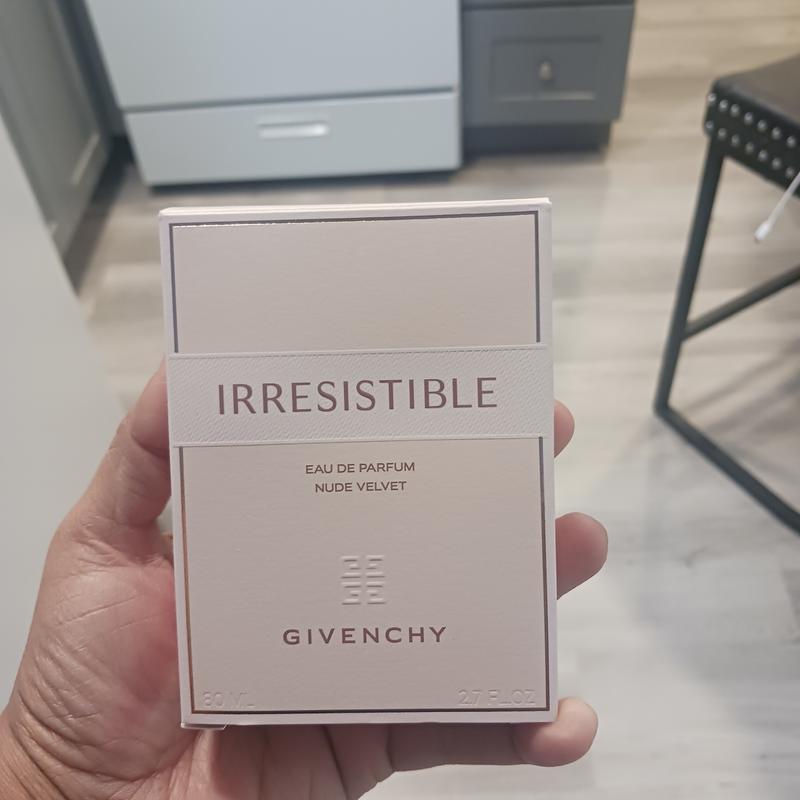 IRRESISTIBLE
EAU DE PARFUM
NUDE VELVET
GIVENCHY
80 ML 2.7 FL.OZ